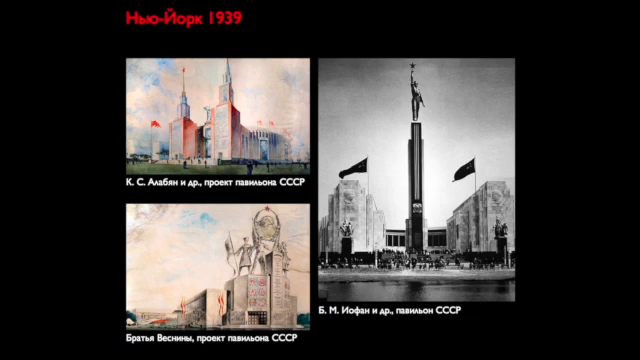 Нью-Йорк 1939
К. С. Алабян и др., проект павильона СССР
Братья Веснины, проект павильона СССР
Б. М. Иофан и др., павильон СССР